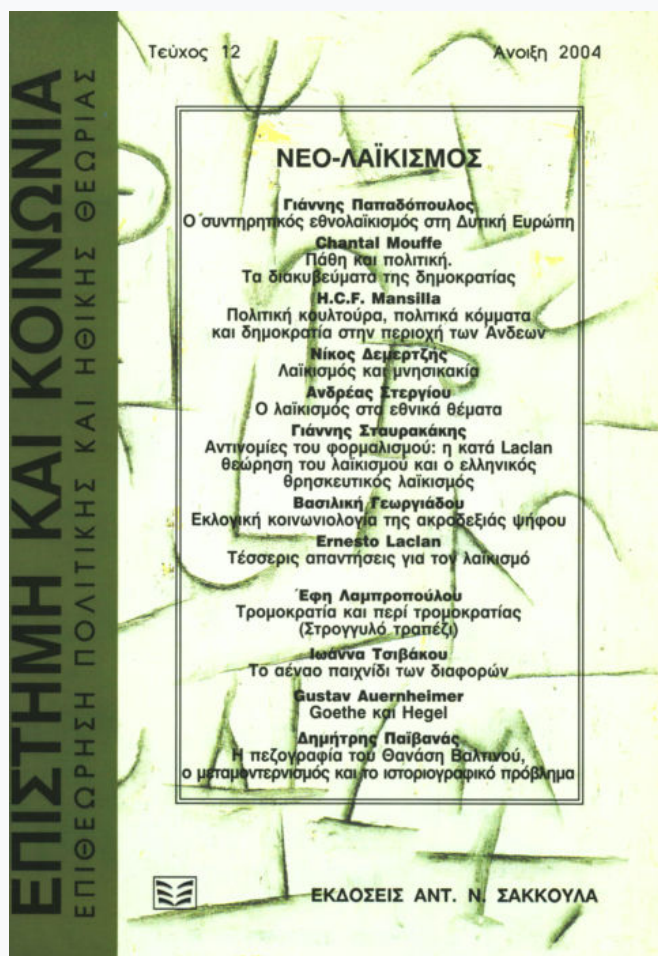 Τεύχος 12
Άνοιξη 2004
ΕΠΙΣΤΗΜΗ ΚΑΙ ΚΟΙΝΩΝΙΑ
ΕΠΙΘΕΩΡΗΣΗ ΠΟΛΙΤΙΚΗΣ ΚΑΙ ΗΘΙΚΗΣ ΘΕΩΡΙΑΣ
ΝΕΟ-ΛΑΪΚΙΣΜΟΣ
Γιάννης Παπαδόπουλος
Ο συντηρητικός εθνολαϊκισμός στη Δυτική Ευρώπη
Chantal Mouffe
Πάθη και πολιτική.
Τα διακυβεύματα της δημοκρατίας
H.C.F. Mansilla
Πολιτική κουλτούρα, πολιτικά κόμματα
και δημοκρατία στην περιοχή των Άνδεων
Νίκος Δεμερτζής
Λαϊκισμός και μνησικακία
Ανδρέας Στεργίου
Ο λαϊκισμός στα εθνικά θέματα
Γιάννης Σταυρακάκης
Αντινομίες του φορμαλισμού: η κατά Laclan
θεώρηση του λαϊκισμού και ο ελληνικός
θρησκευτικός λαϊκισμός
Βασιλική Γεωργιάδου
Εκλογική κοινωνιολογία της ακροδεξιάς ψήφου
Ernesto Laclan
Τέσσερις απαντήσεις για τον λαϊκισμό
Έφη Λαμπροπούλου
Τρομοκρατία και περί τρομοκρατίας
(Στρογγυλό τραπέζι)
Ιωάννα Τσιβάκου
Το αέναο παιχνίδι των διαφορών
Gustav Auernheimer
Goethe και Hegel
Δημήτρης Παϊβανάς
Η πεζογραφία του Θανάση Βαλτινού,
ο μεταμοντερνισμός και το ιστοριογραφικό πρόβλημα
ΕΚΔΟΣΕΙΣ ΑΝΤ. Ν. ΣΑΚΚΟΥΛΑ